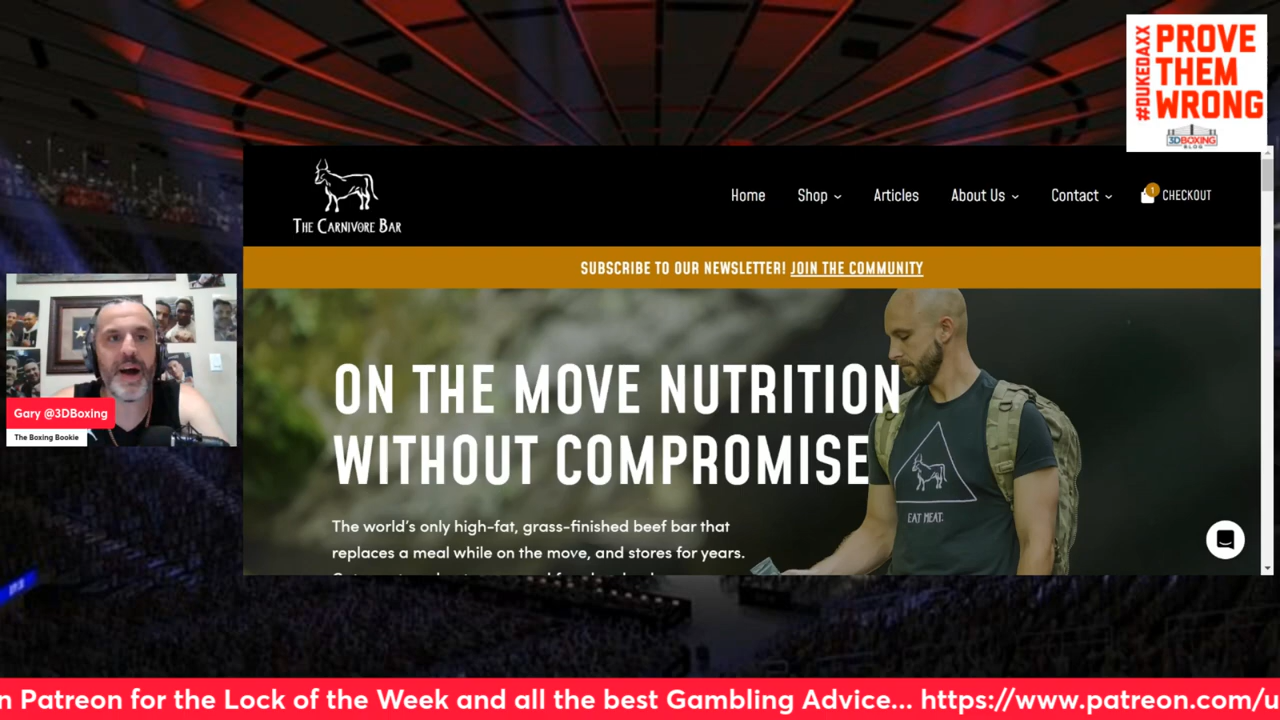 #DUKEDAXX
PROVE
THEM
WRONG
3DBOXING
BLOG
THE CARNIVORE BAR
Home
Shop
Articles
About Us
Contact
1
CHECKOUT
SUBSCRIBE TO OUR NEWSLETTER! JOIN THE COMMUNITY
ON THE MOVE NUTRITION
WITHOUT COMPROMISE
The world's only high-fat, grass-finished beef bar that
replaces a meal while on the move, and stores for years.
EAT MEAT.
Gary @3DBoxing
The Boxing Bookie
n Patreon for the Lock of the Week and all the best Gambling Advice... https://www.patreon.com/u